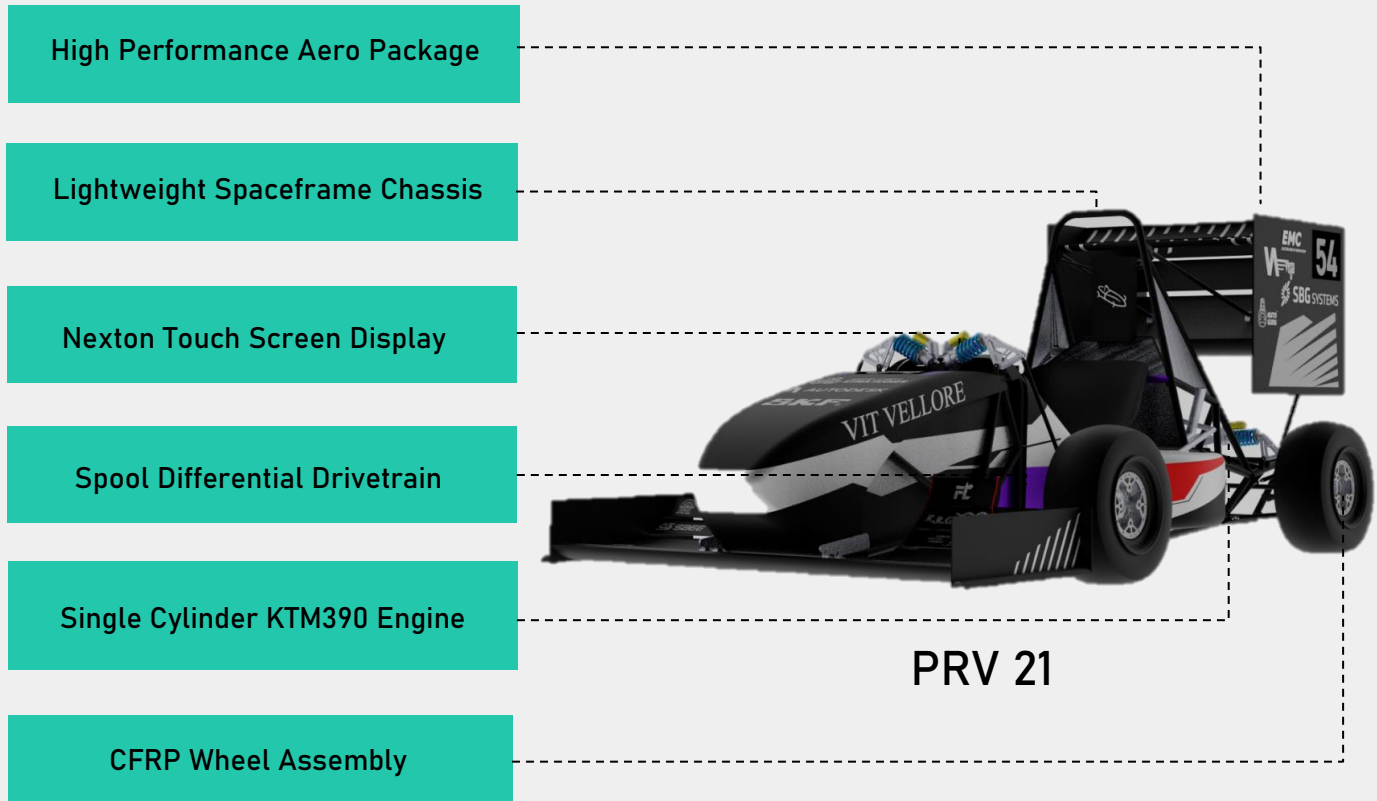 High Performance Aero Package
Lightweight Spaceframe Chassis
Nexton Touch Screen Display
Spool Differential Drivetrain
Single Cylinder KTM390 Engine
CFRP Wheel Assembly
EMC
54
SBG SYSTEMS
AUTODESK
SKF
VIT VELLORE
PRV 21